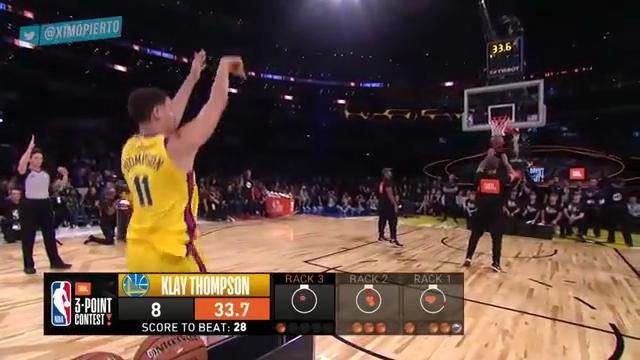 @XIMOPIERTO
33.6
THOMPSON
11
JBL
NBA
3-POINT
CONTEST
KLAY THOMPSON
8 33.7
SCORE TO BEAT: 28
RACK 3 RACK 2 RACK 1